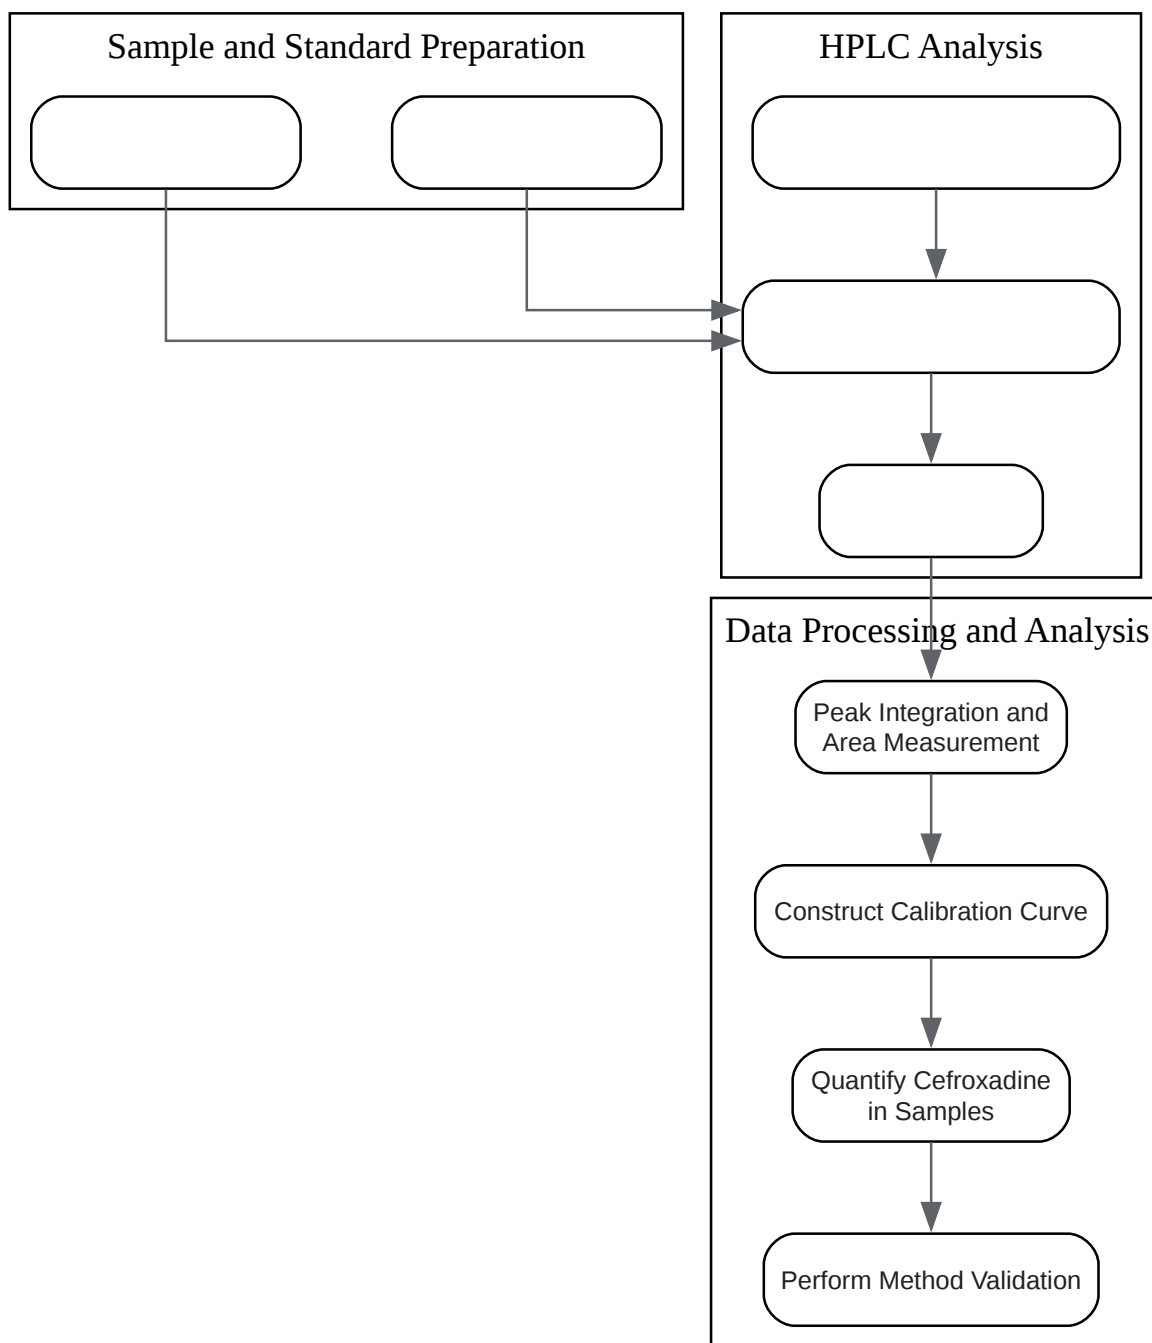 Sample and Standard Preparation
HPLC Analysis
Data Processing and Analysis
Peak Integration and
Area Measurement
Construct Calibration Curve
Quantify Cefroxadine
in Samples
Perform Method Validation